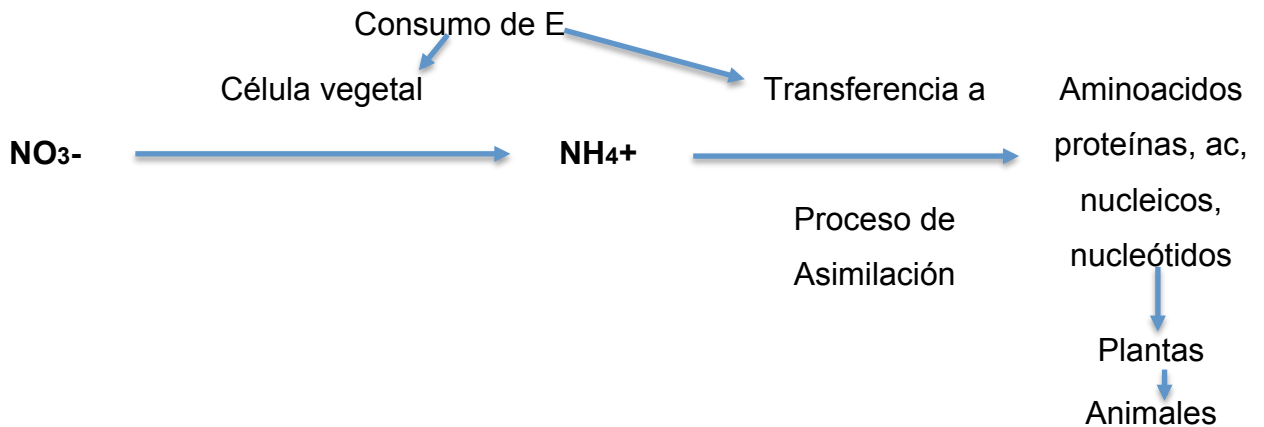 Consumo de E
Célula vegetal
Transferencia a
NO3-
NH4+
Proceso de
Asimilación
Aminoacidos
proteínas, ac,
nucleicos,
nucleótidos
Plantas
Animales